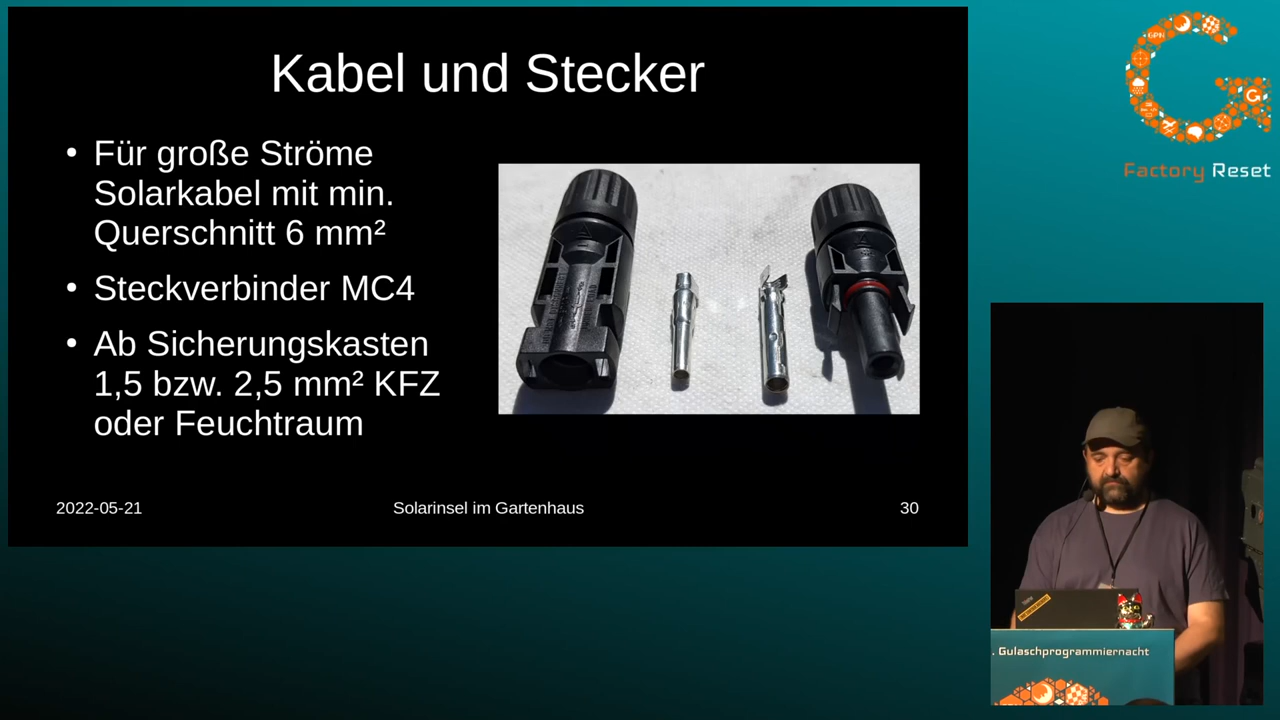 Kabel und Stecker
• Für große Ströme
Solarkabel mit min.
Querschnitt 6 mm²
• Steckverbinder MC4
• Ab Sicherungskasten
1,5 bzw. 2,5 mm² KFZ
oder Feuchtraum
2022-05-21
Solarinsel im Gartenhaus
30
GPN
Factory Reset
. Gulaschprogrammiernacht